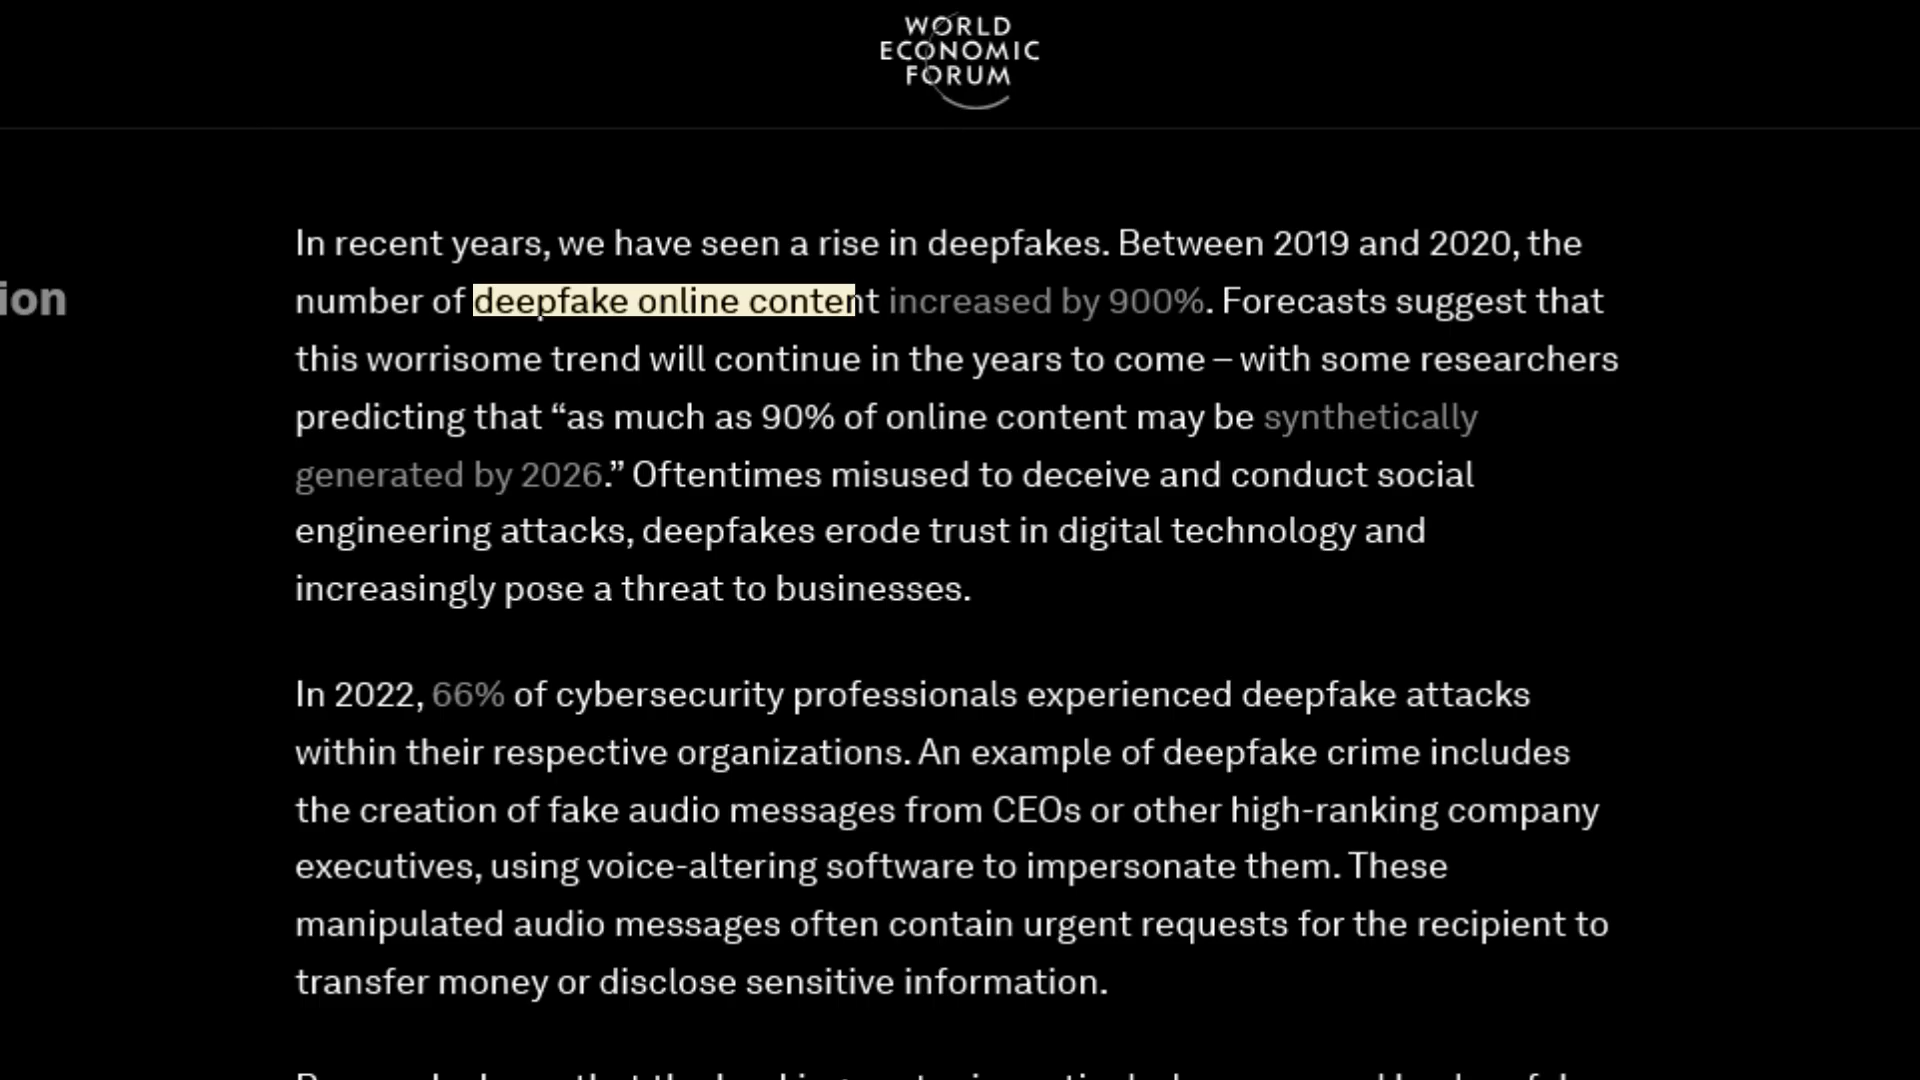 WORLD
ECONOMIC
FORUM
In recent years, we have seen a rise in deepfakes. Between 2019 and 2020, the
ion
number of deepfake online content increased by 900%. Forecasts suggest that
this worrisome trend will continue in the years to come – with some researchers
predicting that “as much as 90% of online content may be synthetically
generated by 2026.” Oftentimes misused to deceive and conduct social
engineering attacks, deepfakes erode trust in digital technology and
increasingly pose a threat to businesses.
In 2022, 66% of cybersecurity professionals experienced deepfake attacks
within their respective organizations. An example of deepfake crime includes
the creation of fake audio messages from CEOs or other high-ranking company
executives, using voice-altering software to impersonate them. These
manipulated audio messages often contain urgent requests for the recipient to
transfer money or disclose sensitive information.